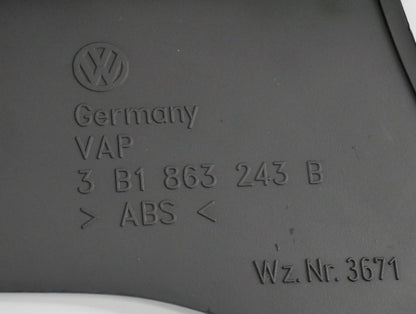 Germany
VAP
3 B1 863 243 B
> ABS <
Wz. Nr. 3671